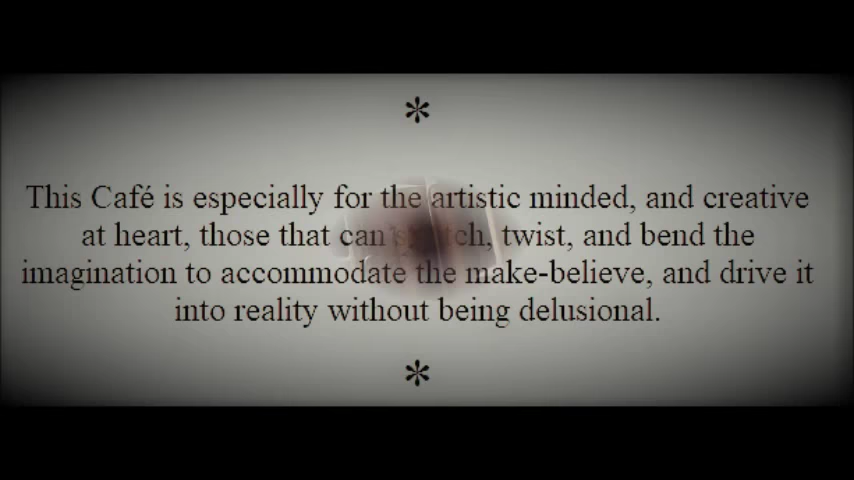 *
This Café is especially for the artistic minded, and creative
at heart, those that can stretch, twist, and bend the
imagination to accommodate the make-believe, and drive it
into reality without being delusional.
*